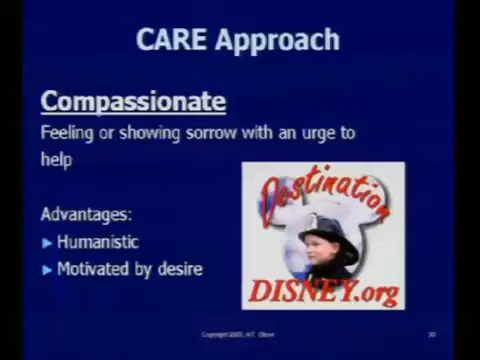 CARE Approach
Compassionate
Feeling or showing sorrow with an urge to
help
Advantages:
Humanistic
Motivated by desire
Destination
DISNEY.org